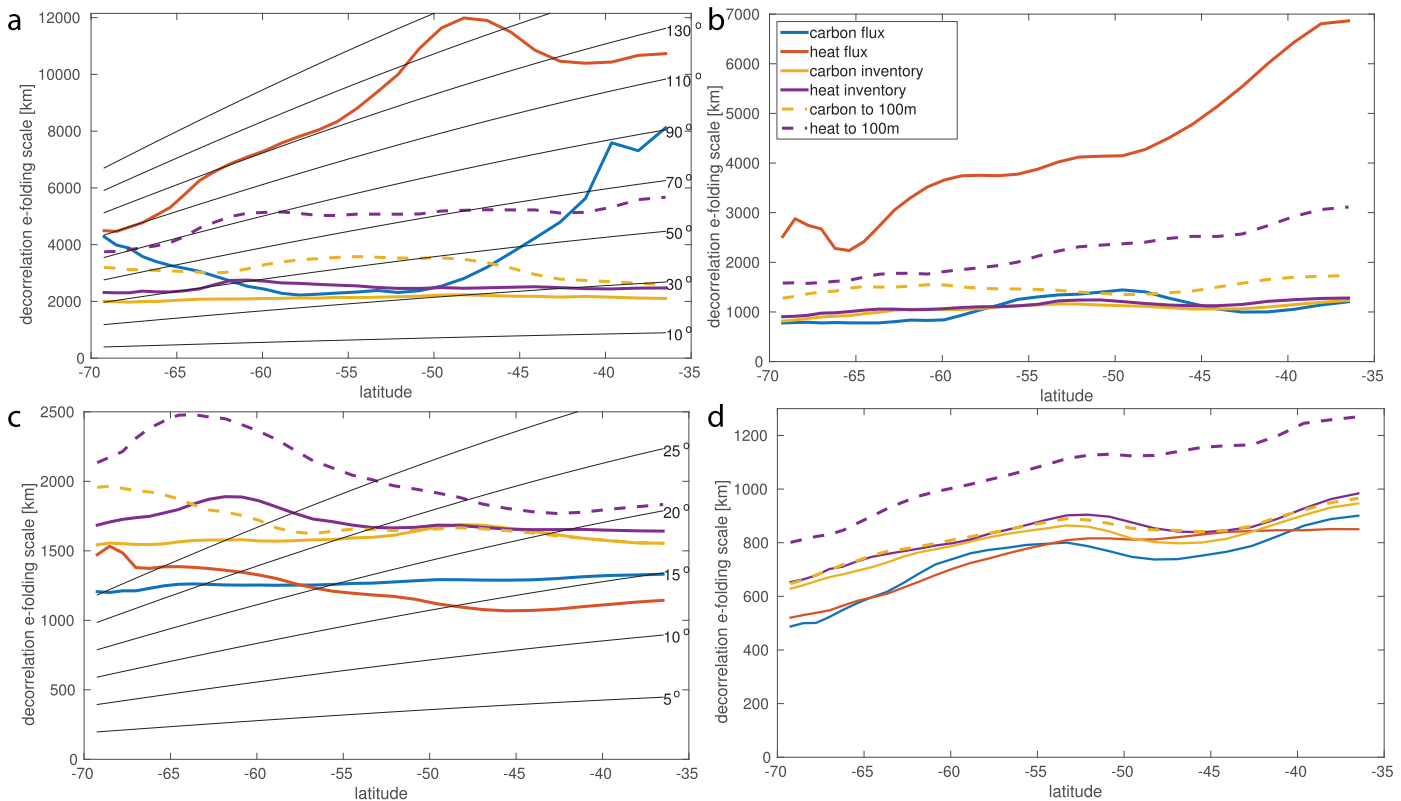 a
decorrelation e-folding scale [km]
12000
10000
8000
6000
4000
2000
0
130 o
110 o
90 o
70 o
50 o
30 o
10 o
-70 -65 -60 -55 -50 -45 -40 -35
latitude
b
decorrelation e-folding scale [km]
7000
6000
5000
4000
3000
2000
1000
0
carbon flux
heat flux
carbon inventory
heat inventory
carbon to 100m
heat to 100m
-70 -65 -60 -55 -50 -45 -40 -35
latitude
c
decorrelation e-folding scale [km]
2500
2000
1500
1000
500
0
25 o
20 o
15 o
10 o
5 o
-70 -65 -60 -55 -50 -45 -40 -35
latitude
d
decorrelation e-folding scale [km]
1200
1000
800
600
400
200
0
-70 -65 -60 -55 -50 -45 -40 -35
latitude